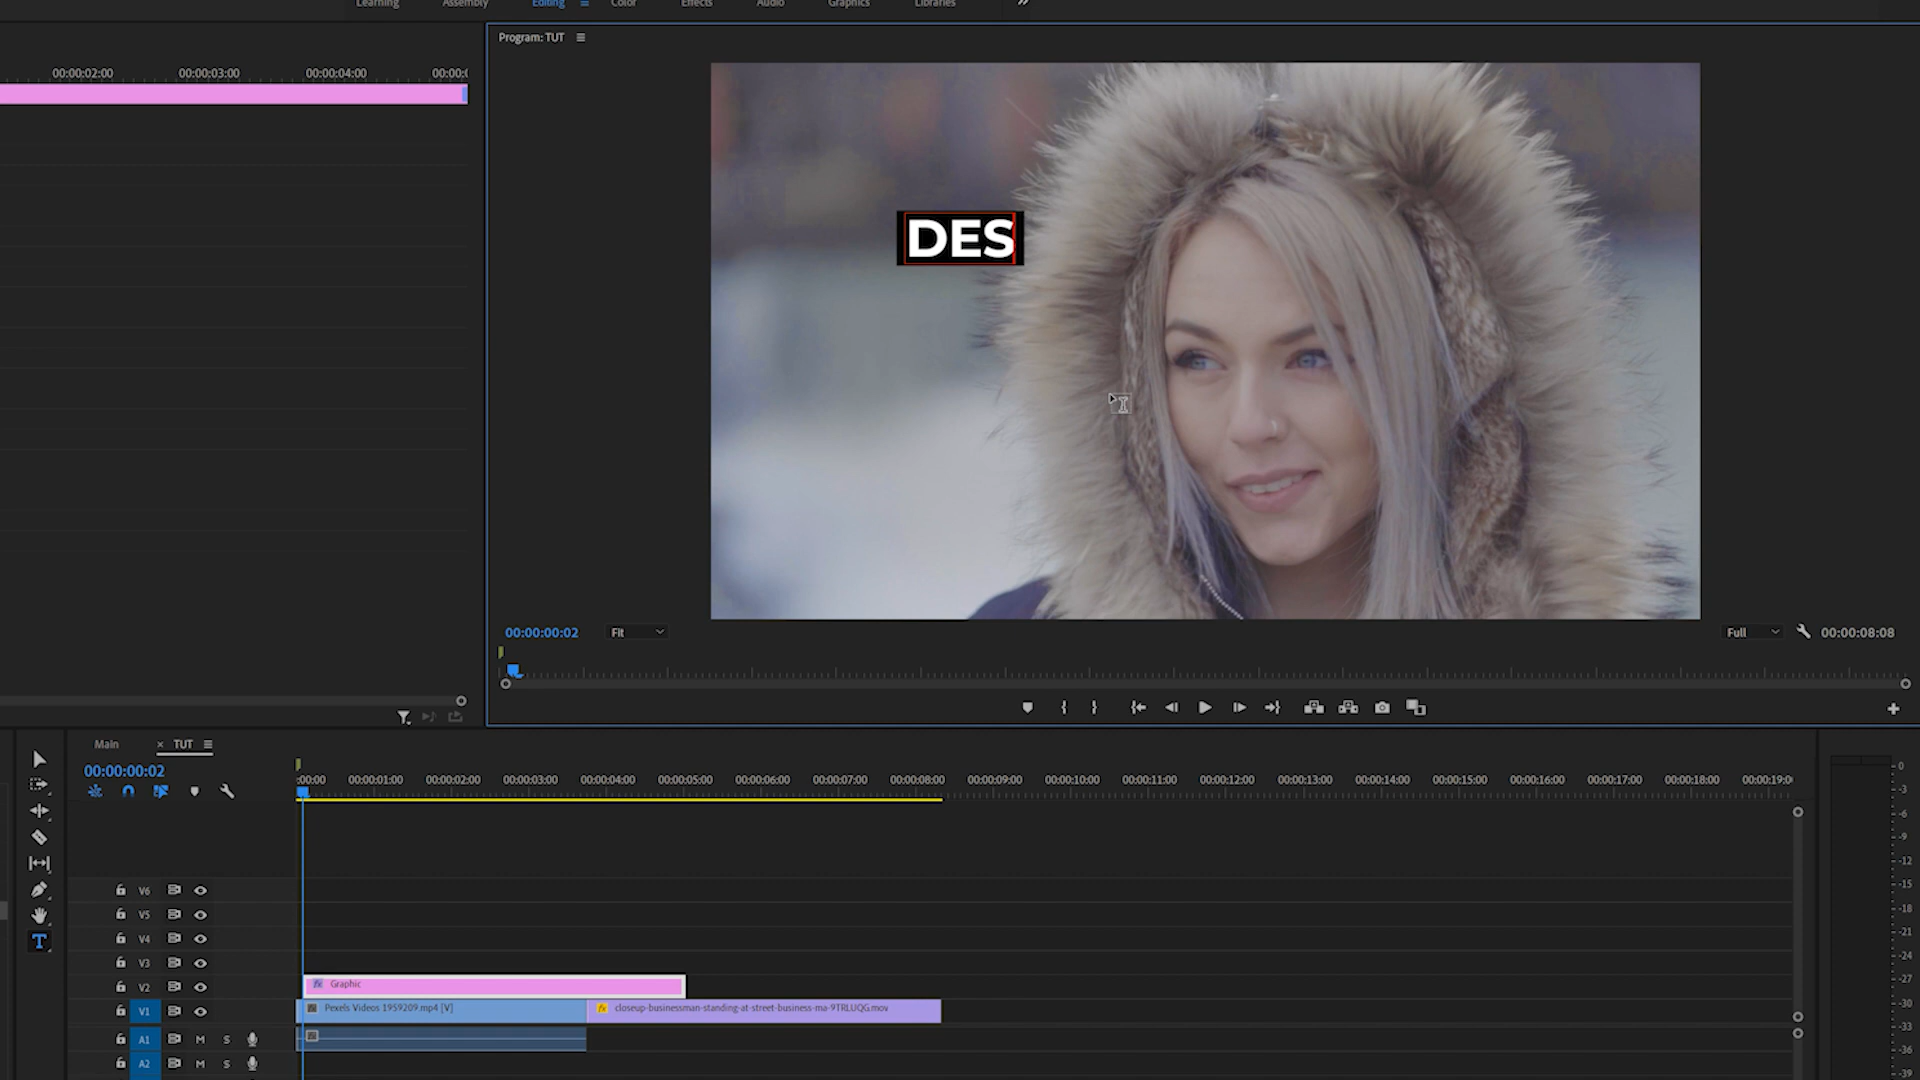 Learning Assembly Editing Color Effects Audio Graphics Libraries
Program: TUT
00:00:02:00 00:00:03:00 00:00:04:00 00:00:0
DES
00:00:00:02 Fit Full 00:00:08:08
Main × TUT
00:00:00:02
:00:00 00:00:01:00 00:00:02:00 00:00:03:00 00:00:04:00 00:00:05:00 00:00:06:00 00:00:07:00 00:00:08:00 00:00:09:00 00:00:10:00 00:00:11:00 00:00:12:00 00:00:13:00 00:00:14:00 00:00:15:00 00:00:16:00 00:00:17:00 00:00:18:00 00:00:19:0
V6
V5
V4
V3
V2 fx Graphic
V1 Pexels Videos 1959209.mp4 [V] fx closeup-businessman-standing-at-street-business-ma-9TRLUQG.mov
A1 M S
A2 M S
0
-3
-6
-9
-12
-15
-18
-21
-24
-27
-30
-33
-36
-39